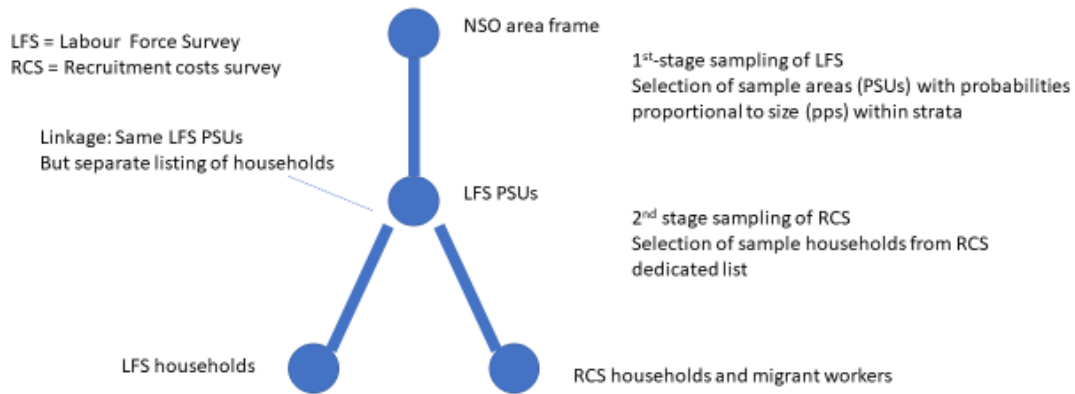 NSO area frame
LFS = Labour Force Survey
RCS = Recruitment costs survey
1st-stage sampling of LFS
Selection of sample areas (PSUs) with probabilities
proportional to size (pps) within strata
Linkage: Same LFS PSUs
But separate listing of households
LFS PSUs
2nd stage sampling of RCS
Selection of sample households from RCS
dedicated list
LFS households
RCS households and migrant workers